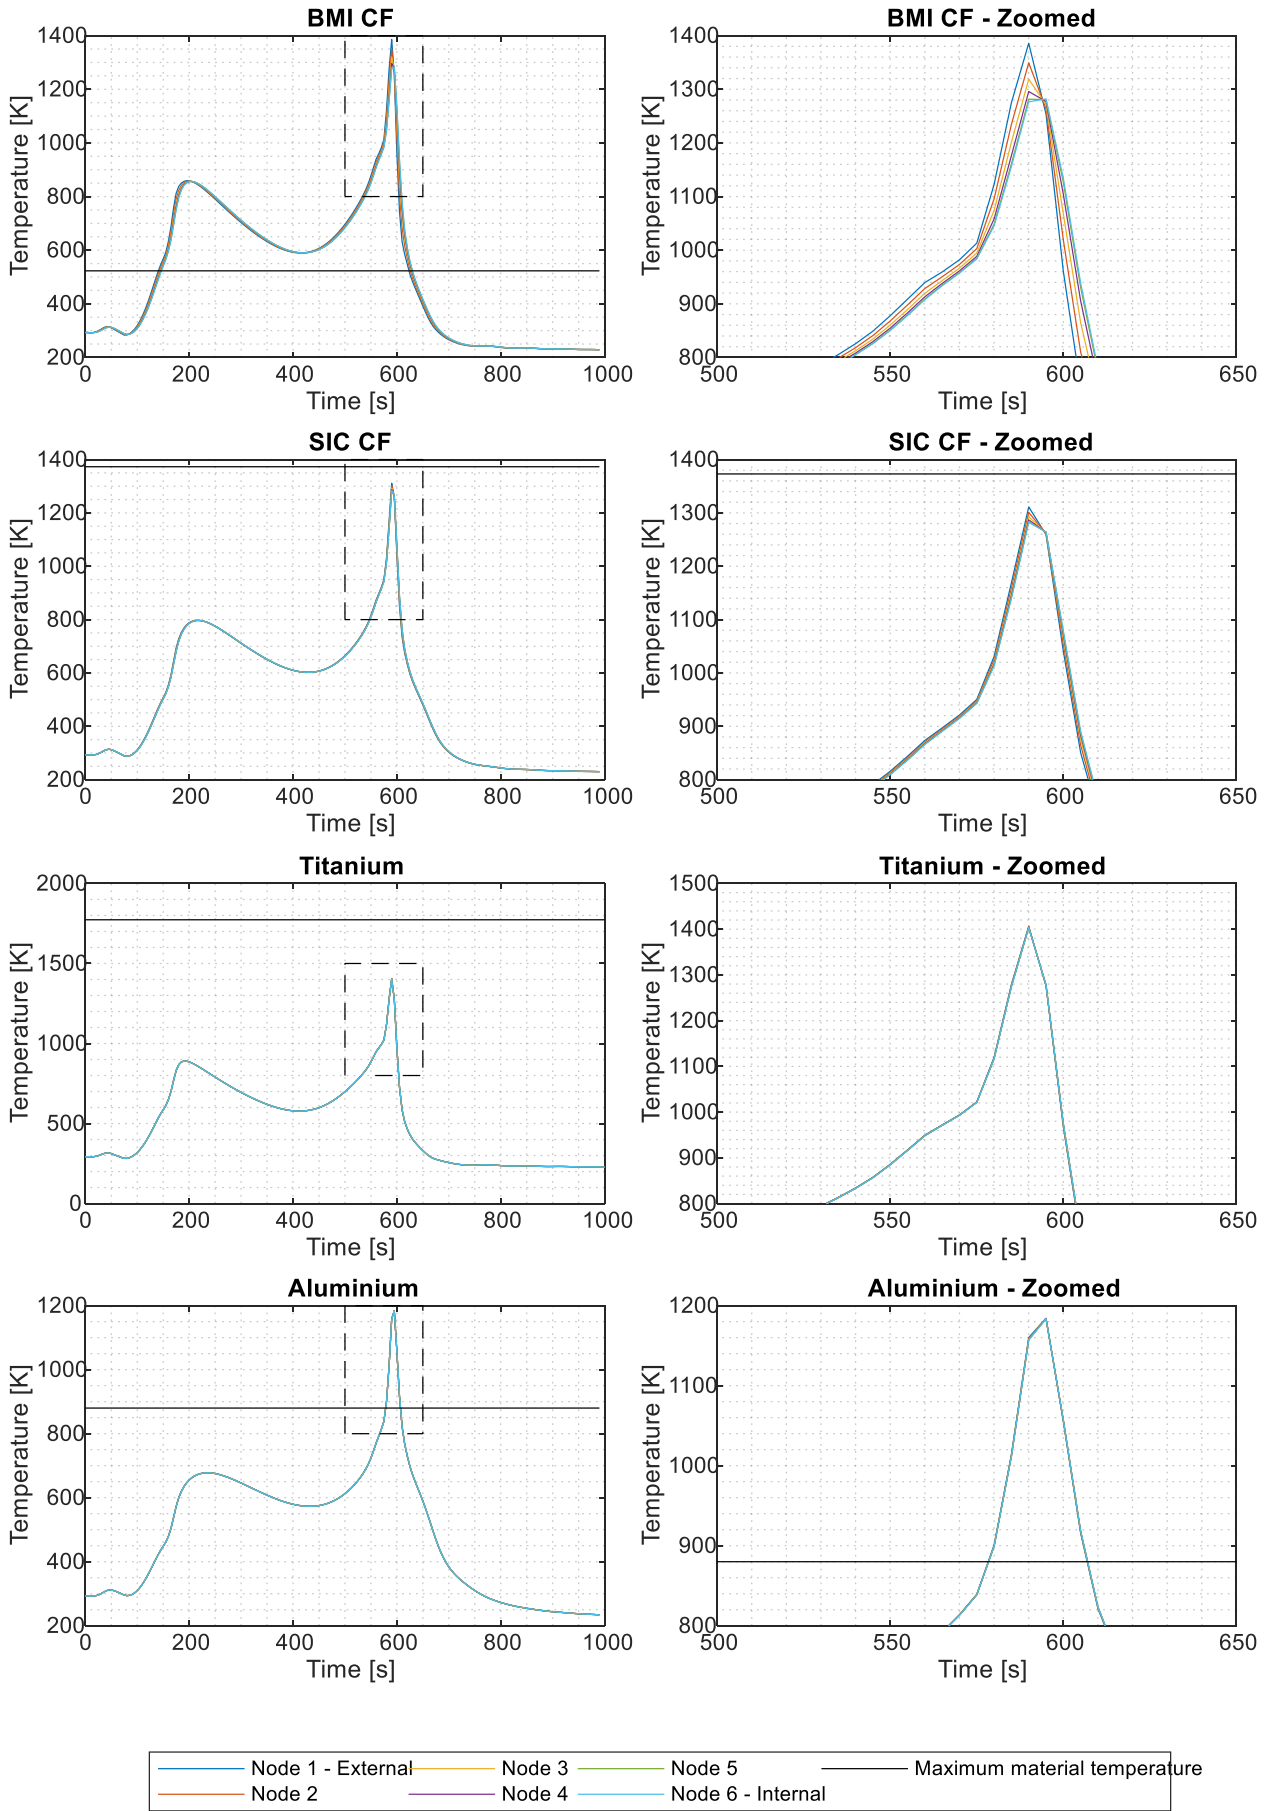 BMI CF
1400
1200
1000
800
600
400
200
0 200 400 600 800 1000
Temperature [K]
Time [s]
BMI CF - Zoomed
1400
1300
1200
1100
1000
900
800
500 550 600 650
Temperature [K]
Time [s]
SIC CF
1400
1200
1000
800
600
400
200
0 200 400 600 800 1000
Temperature [K]
Time [s]
SIC CF - Zoomed
1400
1300
1200
1100
1000
900
800
500 550 600 650
Temperature [K]
Time [s]
Titanium
2000
1500
1000
500
0
0 200 400 600 800 1000
Temperature [K]
Time [s]
Titanium - Zoomed
1500
1400
1300
1200
1100
1000
900
800
500 550 600 650
Temperature [K]
Time [s]
Aluminium
1200
1000
800
600
400
200
0 200 400 600 800 1000
Temperature [K]
Time [s]
Aluminium - Zoomed
1200
1100
1000
900
800
500 550 600 650
Temperature [K]
Time [s]
Node 1 - External Node 3 Node 5 Maximum material temperature
Node 2 Node 4 Node 6 - Internal